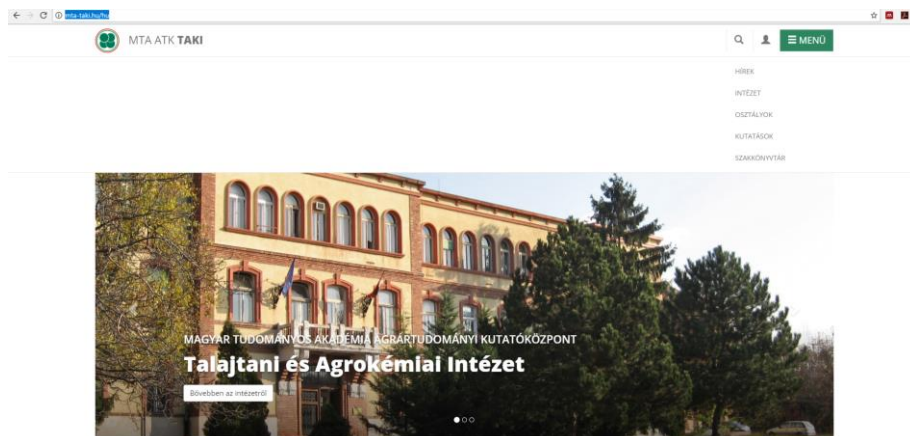 mta-taki.hu/hu
MTA ATK TAKI
MENÜ
HÍREK
INTÉZET
OSZTÁLYOK
KUTATÁSOK
SZAKKÖNYVTÁR
MAGYAR TUDOMÁNYOS AKADÉMIA AGRÁRTUDOMÁNYI KUTATÓKÖZPONT
Talajtani és Agrokémiai Intézet
Bővebben az intézetről